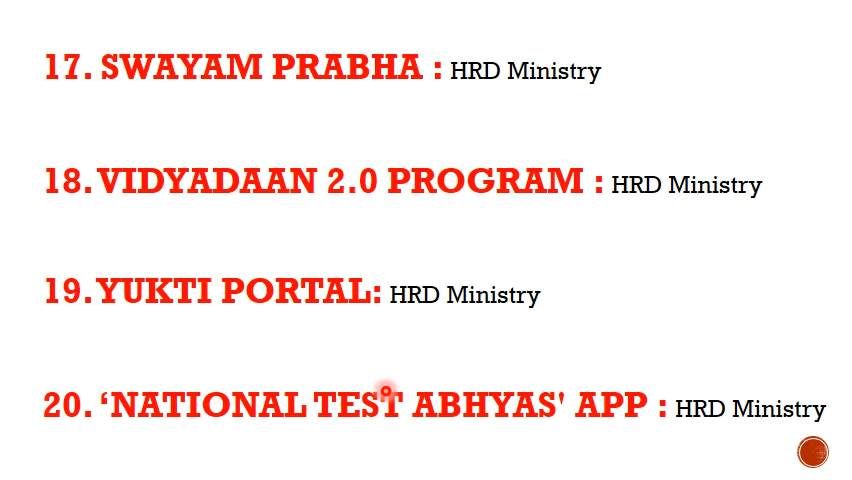 17. SWAYAM PRABHA : HRD Ministry
18. VIDYADAAN 2.0 PROGRAM : HRD Ministry
19. YUKTI PORTAL: HRD Ministry
20. ‘NATIONAL TEST ABHYAS' APP : HRD Ministry